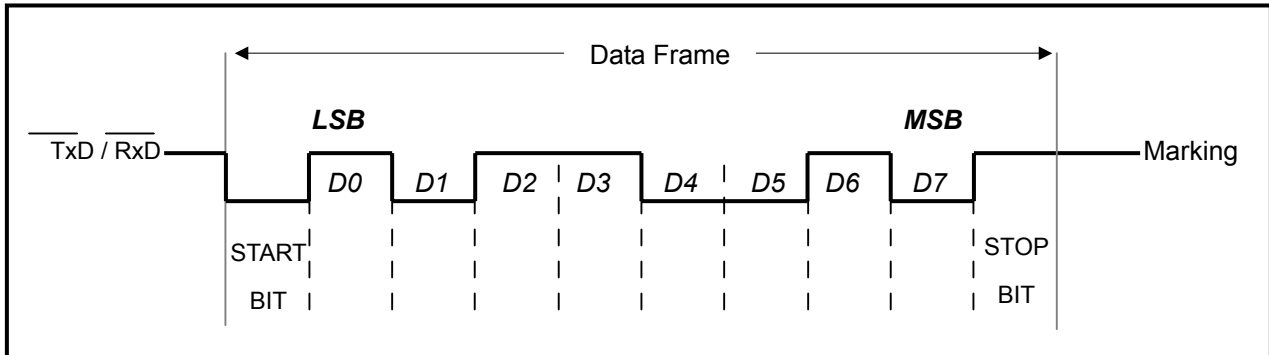 Data Frame
LSB MSB
TxD / RxD Marking
D0 D1 D2 D3 D4 D5 D6 D7
START STOP
BIT BIT